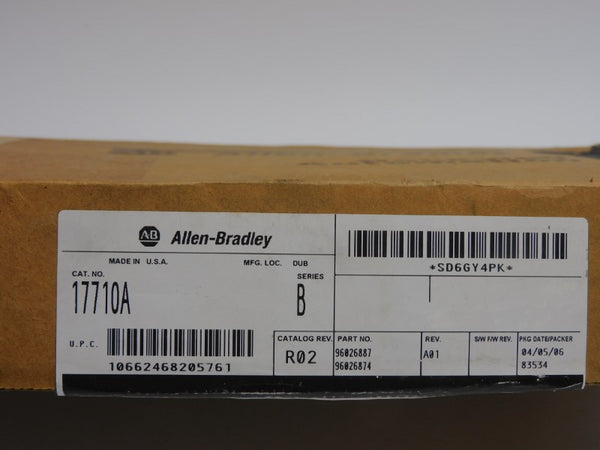 AB Allen-Bradley
MADE IN U.S.A. MFG. LOC. DUB
CAT. NO. SERIES
1771OA B
*SD6GY4PK*
U.P.C.
10662468205761
CATALOG REV. PART NO. REV. S/W F/W REV. PKG DATE/PACKER
R02 96026887 A01 04/05/06
96026874 83534